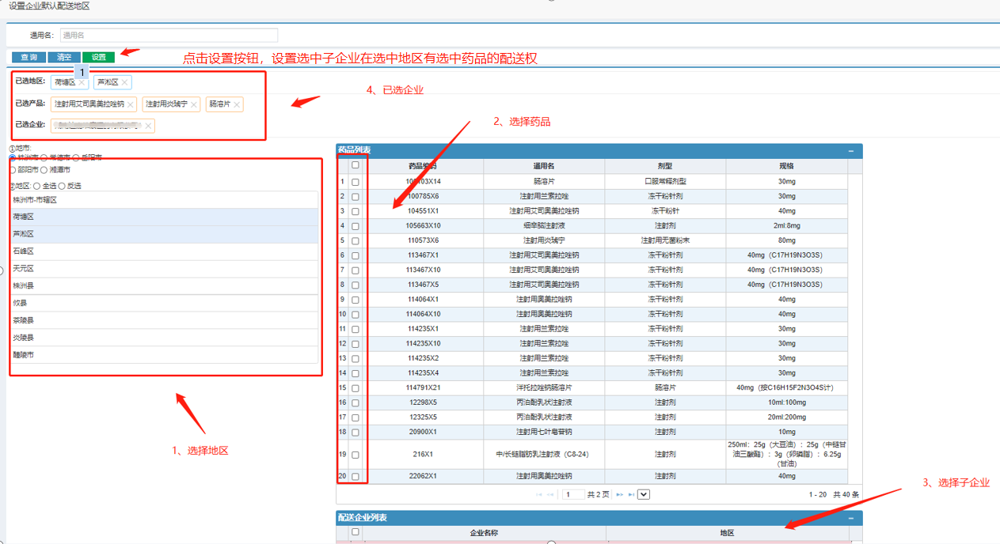 设置企业默认配送地区
通用名： 通用名
查询 清空 设置
点击设置按钮，设置选中子企业在选中地区有选中药品的配送权
1
已选地区： 荷塘区 × 芦淞区 ×
4、已选企业
已选产品： 注射用艾司奥美拉唑钠 × 注射用炎琥宁 × 肠溶片 ×
已选企业： ×
2、选择药品
①地市：
株洲市 常德市 岳阳市
邵阳市 湘潭市
②地区： 全选 反选
株洲市-市辖区
荷塘区
芦淞区
石峰区
天元区
株洲县
攸县
茶陵县
炎陵县
醴陵市
1、选择地区
药品列表
药品编码 通用名 剂型 规格
1 肠溶片 口服常释剂型 30mg
2 100785X6 注射用兰索拉唑 冻干粉针剂 30mg
3 104551X1 注射用艾司奥美拉唑钠 冻干粉针 40mg
4 105663X10 细辛脑注射液 注射剂 2ml:8mg
5 110573X6 注射用炎琥宁 注射用无菌粉末 80mg
6 113467X1 注射用艾司奥美拉唑钠 冻干粉针剂 40mg（C17H19N3O3S）
7 113467X10 注射用艾司奥美拉唑钠 冻干粉针剂 40mg（C17H19N3O3S）
8 113467X5 注射用艾司奥美拉唑钠 冻干粉针剂 40mg（C17H19N3O3S）
9 114064X1 注射用奥美拉唑钠 冻干粉针剂 40mg
10 114064X10 注射用奥美拉唑钠 冻干粉针剂 40mg
11 114235X1 注射用兰索拉唑 冻干粉针剂 30mg
12 114235X10 注射用兰索拉唑 冻干粉针剂 30mg
13 114235X2 注射用兰索拉唑 冻干粉针剂 30mg
14 114235X4 注射用兰索拉唑 冻干粉针剂 30mg
15 114791X21 泮托拉唑钠肠溶片 肠溶片 40mg（按C16H15F2N3O4S计）
16 12298X5 丙泊酚乳状注射液 注射剂 10ml:100mg
17 12325X5 丙泊酚乳状注射液 注射剂 20ml:200mg
18 20900X1 注射用七叶皂苷钠 注射剂 10mg
19 216X1 中/长链脂肪乳注射液（C8-24） 注射剂 250ml：25g（大豆油）：25g（中链甘
油三酸酯）：3g（卵磷脂）：6.25g
（甘油）
20 22062X1 注射用奥美拉唑钠 注射剂 40mg
1 共 2 页 1 - 20 共 40 条
3、选择子企业
配送企业列表
企业名称 地区